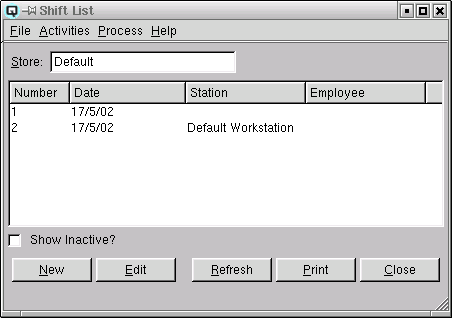 Shift List
File Activities Process Help
Store: Default
Number Date Station Employee
1 17/5/02
2 17/5/02 Default Workstation
Show Inactive?
New Edit Refresh Print Close